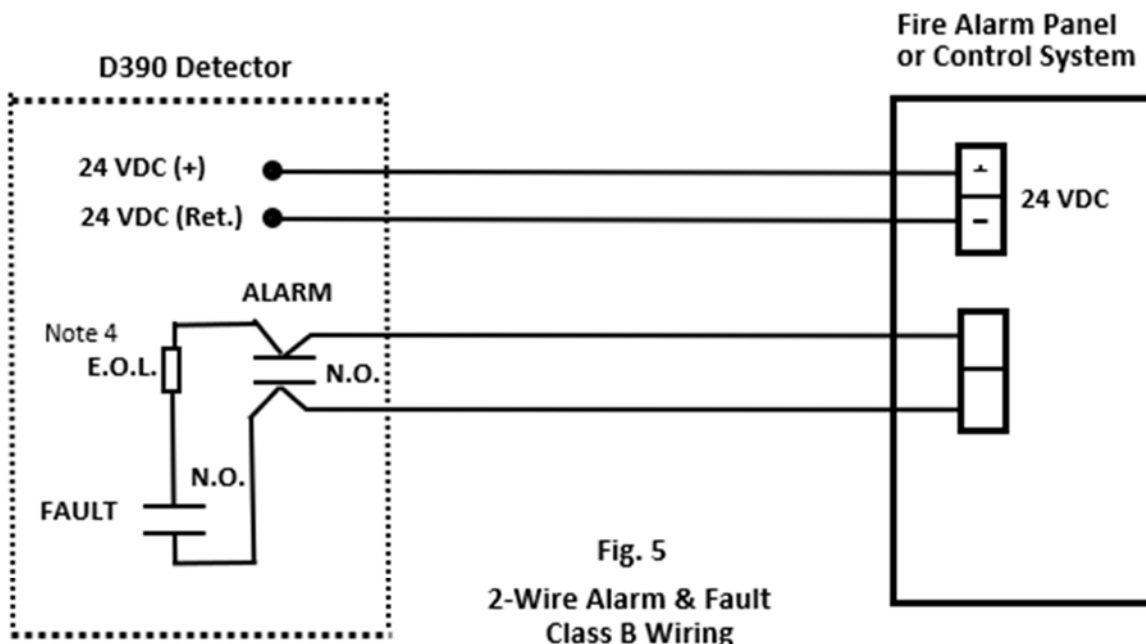 Fire Alarm Panel
or Control System
D390 Detector
24 VDC (+)
+
24 VDC
24 VDC (Ret.)
−
ALARM
Note 4
E.O.L.
N.O.
N.O.
FAULT
Fig. 5
2-Wire Alarm & Fault
Class B Wiring